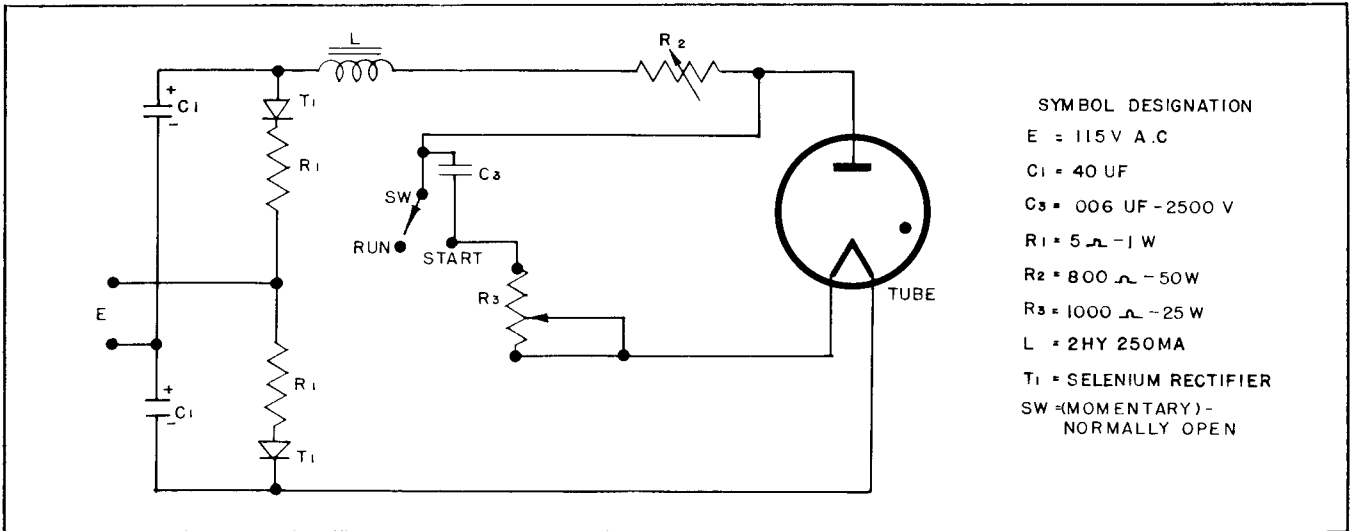 L
R2
+
C1
-
T1
R1
C3
SW
RUN
START
R3
E
TUBE
R1
+
C1
-
T1
SYMBOL DESIGNATION
E = 115V A.C
C1 = 40 UF
C3 = 006 UF - 2500 V
R1 = 5 Ω - 1 W
R2 = 800 Ω - 50W
R3 = 1000 Ω - 25 W
L = 2HY 250MA
T1 = SELENIUM RECTIFIER
SW =(MOMENTARY)-
NORMALLY OPEN